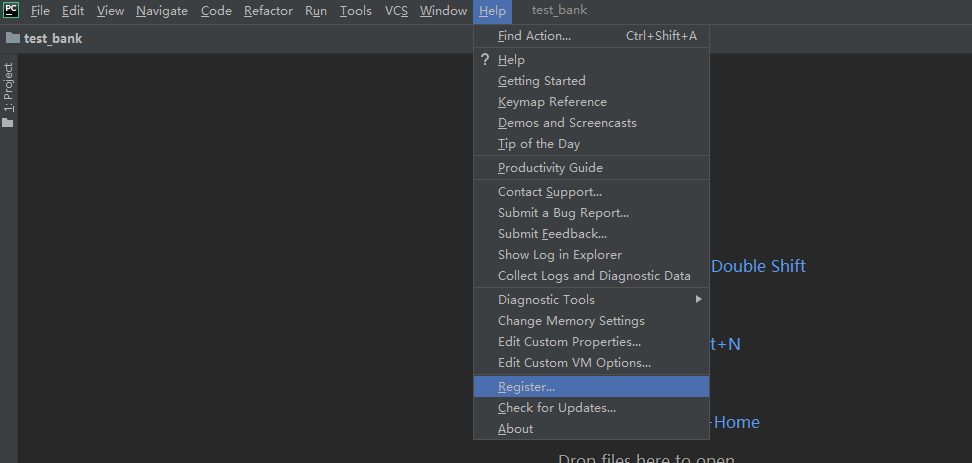 PC File Edit View Navigate Code Refactor Run Tools VCS Window Help test_bank
test_bank
1: Project
Find Action... Ctrl+Shift+A
? Help
Getting Started
Keymap Reference
Demos and Screencasts
Tip of the Day
Productivity Guide
Contact Support...
Submit a Bug Report...
Submit Feedback...
Show Log in Explorer
Collect Logs and Diagnostic Data
Double Shift
Diagnostic Tools
Change Memory Settings
Edit Custom Properties...
t+N
Edit Custom VM Options...
Register...
Check for Updates...
-Home
About
Drop files here to open